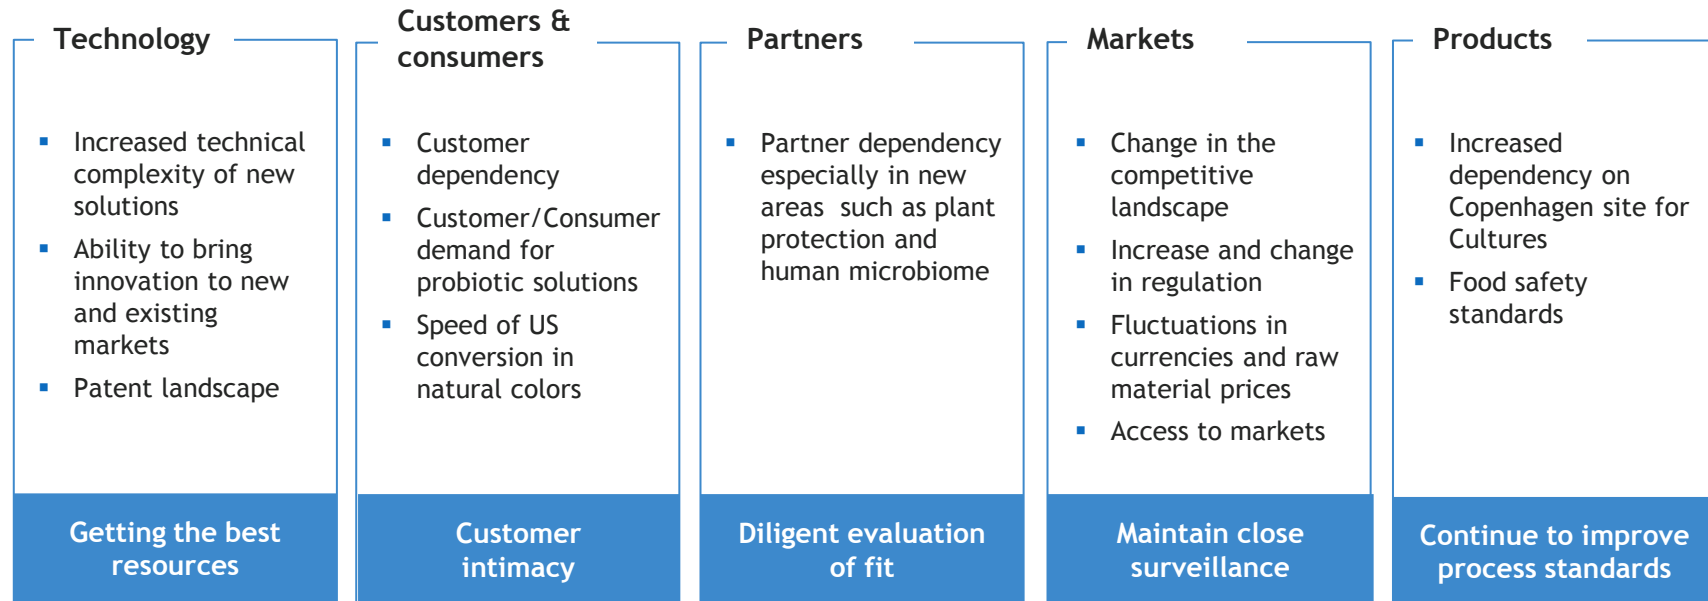 Technology
▪ Increased technical
complexity of new
solutions
▪ Ability to bring
innovation to new
and existing
markets
▪ Patent landscape
Getting the best
resources
Customers &
consumers
▪ Customer
dependency
▪ Customer/Consumer
demand for
probiotic solutions
▪ Speed of US
conversion in
natural colors
Customer
intimacy
Partners
▪ Partner dependency
especially in new
areas such as plant
protection and
human microbiome
Diligent evaluation
of fit
Markets
▪ Change in the
competitive
landscape
▪ Increase and change
in regulation
▪ Fluctuations in
currencies and raw
material prices
▪ Access to markets
Maintain close
surveillance
Products
▪ Increased
dependency on
Copenhagen site for
Cultures
▪ Food safety
standards
Continue to improve
process standards